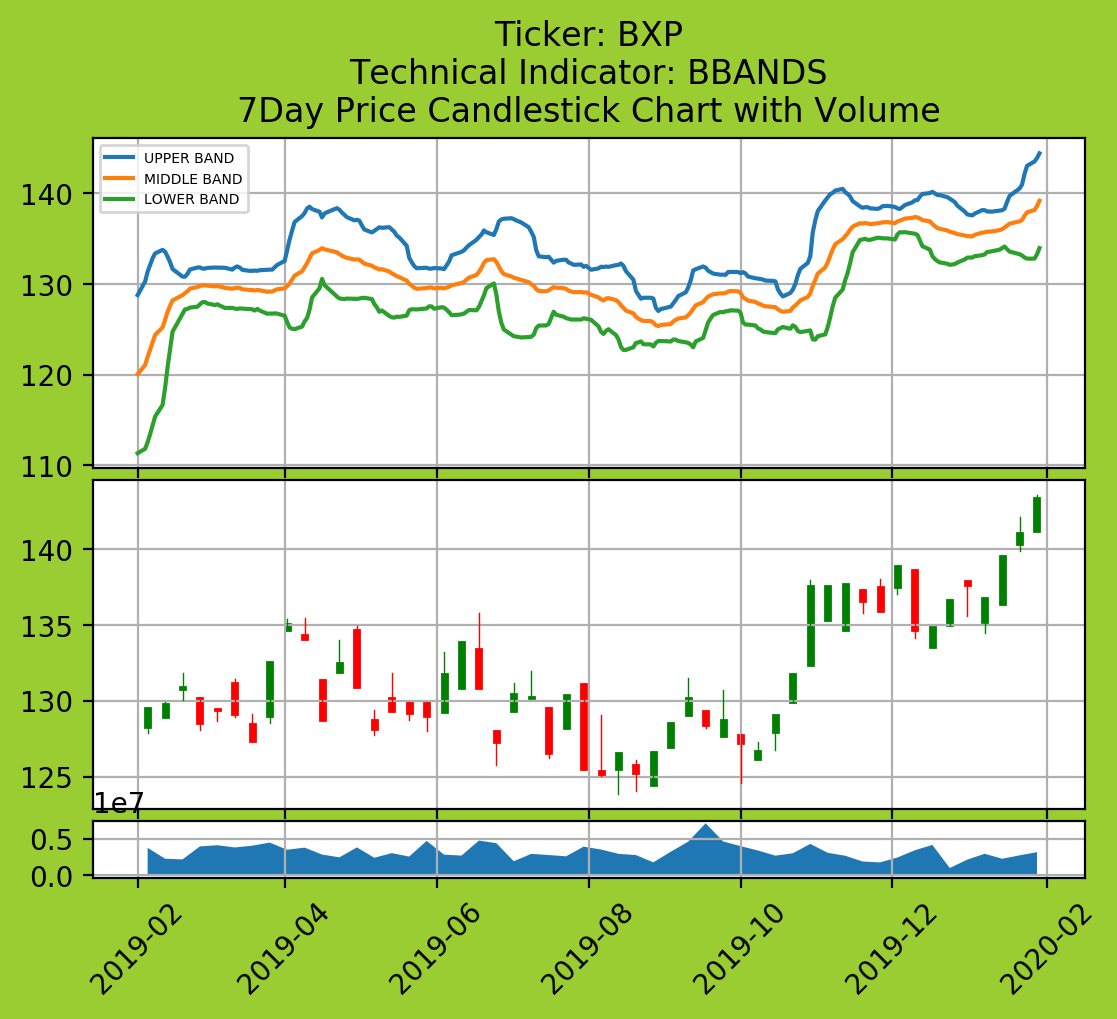 Ticker: BXP
Technical Indicator: BBANDS
7Day Price Candlestick Chart with Volume
UPPER BAND
MIDDLE BAND
LOWER BAND
140
130
120
110
140
135
130
125
1e7
0.5
0.0
2019-02 2019-04 2019-06 2019-08 2019-10 2019-12 2020-02